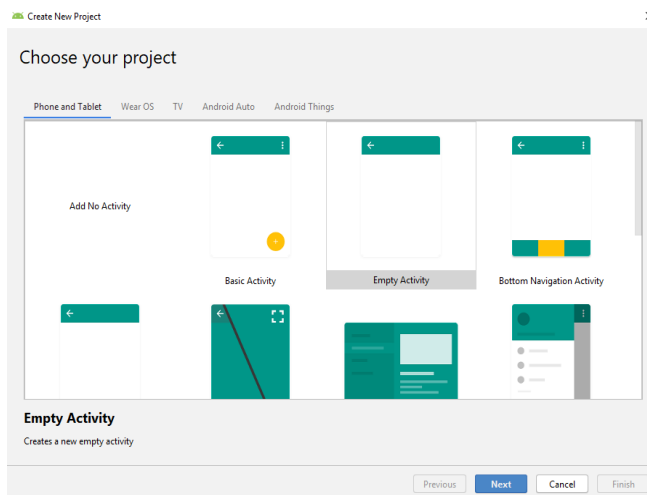 Create New Project
Choose your project
Phone and Tablet Wear OS TV Android Auto Android Things
Add No Activity
Basic Activity
Empty Activity
Bottom Navigation Activity
Empty Activity
Creates a new empty activity
Previous Next Cancel Finish